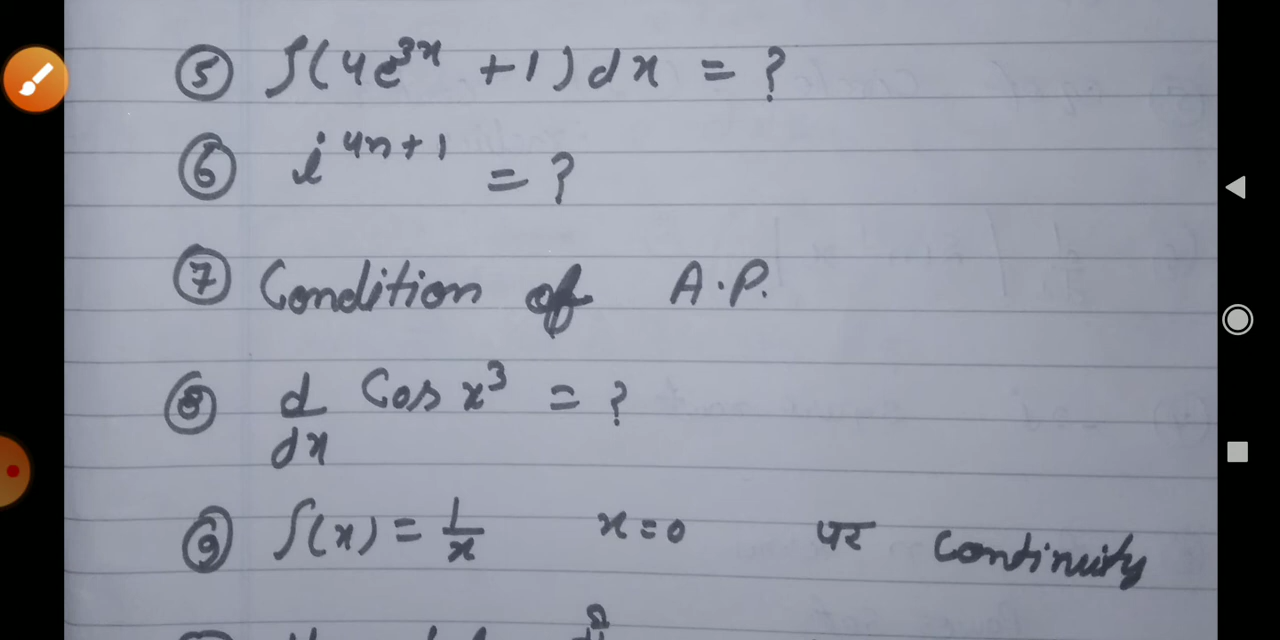 ⑤ ∫(4e³ˣ + 1) dx = ?
⑥ i⁴ⁿ⁺¹ = ?
⑦ Condition of A.P.
⑧ d/dx Cos x³ = ?
⑨ f(x) = 1/x x = 0 पर Continuity